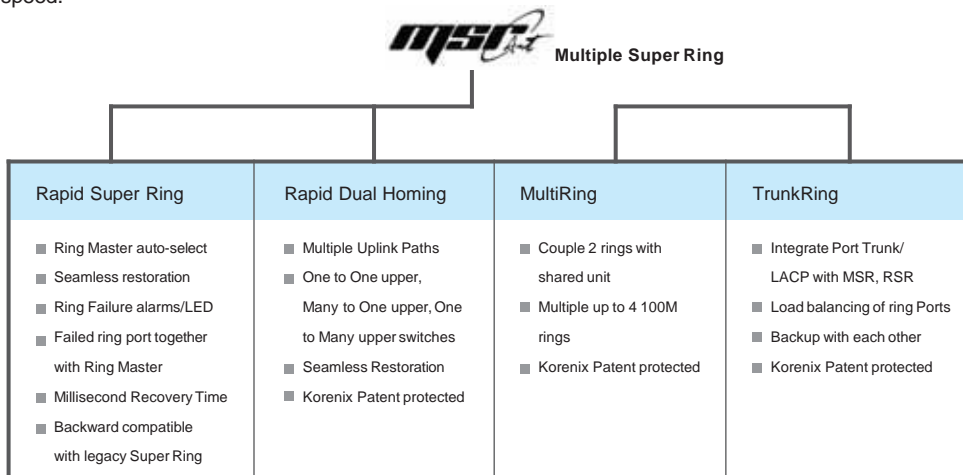 speed.
msr Art Multiple Super Ring
Rapid Super Ring
Ring Master auto-select
Seamless restoration
Ring Failure alarms/LED
Failed ring port together
with Ring Master
Millisecond Recovery Time
Backward compatible
with legacy Super Ring
Rapid Dual Homing
Multiple Uplink Paths
One to One upper,
Many to One upper, One
to Many upper switches
Seamless Restoration
Korenix Patent protected
MultiRing
Couple 2 rings with
shared unit
Multiple up to 4 100M
rings
Korenix Patent protected
TrunkRing
Integrate Port Trunk/
LACP with MSR, RSR
Load balancing of ring Ports
Backup with each other
Korenix Patent protected